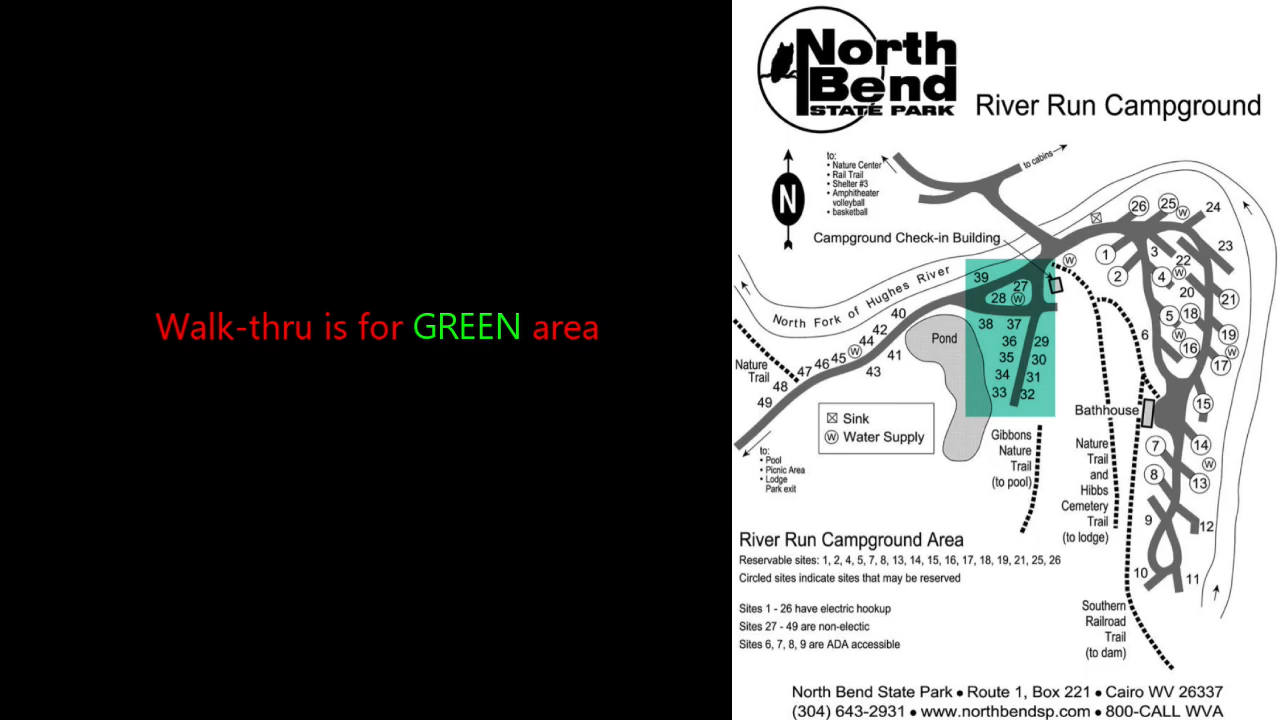 Walk-thru is for GREEN area
North
Bend
STATE PARK
River Run Campground
to:
• Nature Center
• Rail Trail
• Shelter #3
• Amphitheater
volleyball
• basketball
to cabins
N
Campground Check-in Building
North Fork of Hughes River
W
26
25
W
24
1
2
3
4
W
22
23
20
21
5
18
6
W
16
19
W
17
39
27
28
W
38
37
36
29
35
30
34
31
33
32
40
42
44
W
41
45
46
43
47
48
49
Pond
Nature
Trail
Sink
W Water Supply
to:
• Pool
• Picnic Area
• Lodge
Park exit
Gibbons
Nature
Trail
(to pool)
Bathhouse
15
7
14
W
8
13
9
12
10
11
Nature
Trail
and
Hibbs
Cemetery
Trail
(to lodge)
Southern
Railroad
Trail
(to dam)
River Run Campground Area
Reservable sites: 1, 2, 4, 5, 7, 8, 13, 14, 15, 16, 17, 18, 19, 21, 25, 26
Circled sites indicate sites that may be reserved
Sites 1 - 26 have electric hookup
Sites 27 - 49 are non-electic
Sites 6, 7, 8, 9 are ADA accessible
North Bend State Park • Route 1, Box 221 • Cairo WV 26337
(304) 643-2931 • www.northbendsp.com • 800-CALL WVA